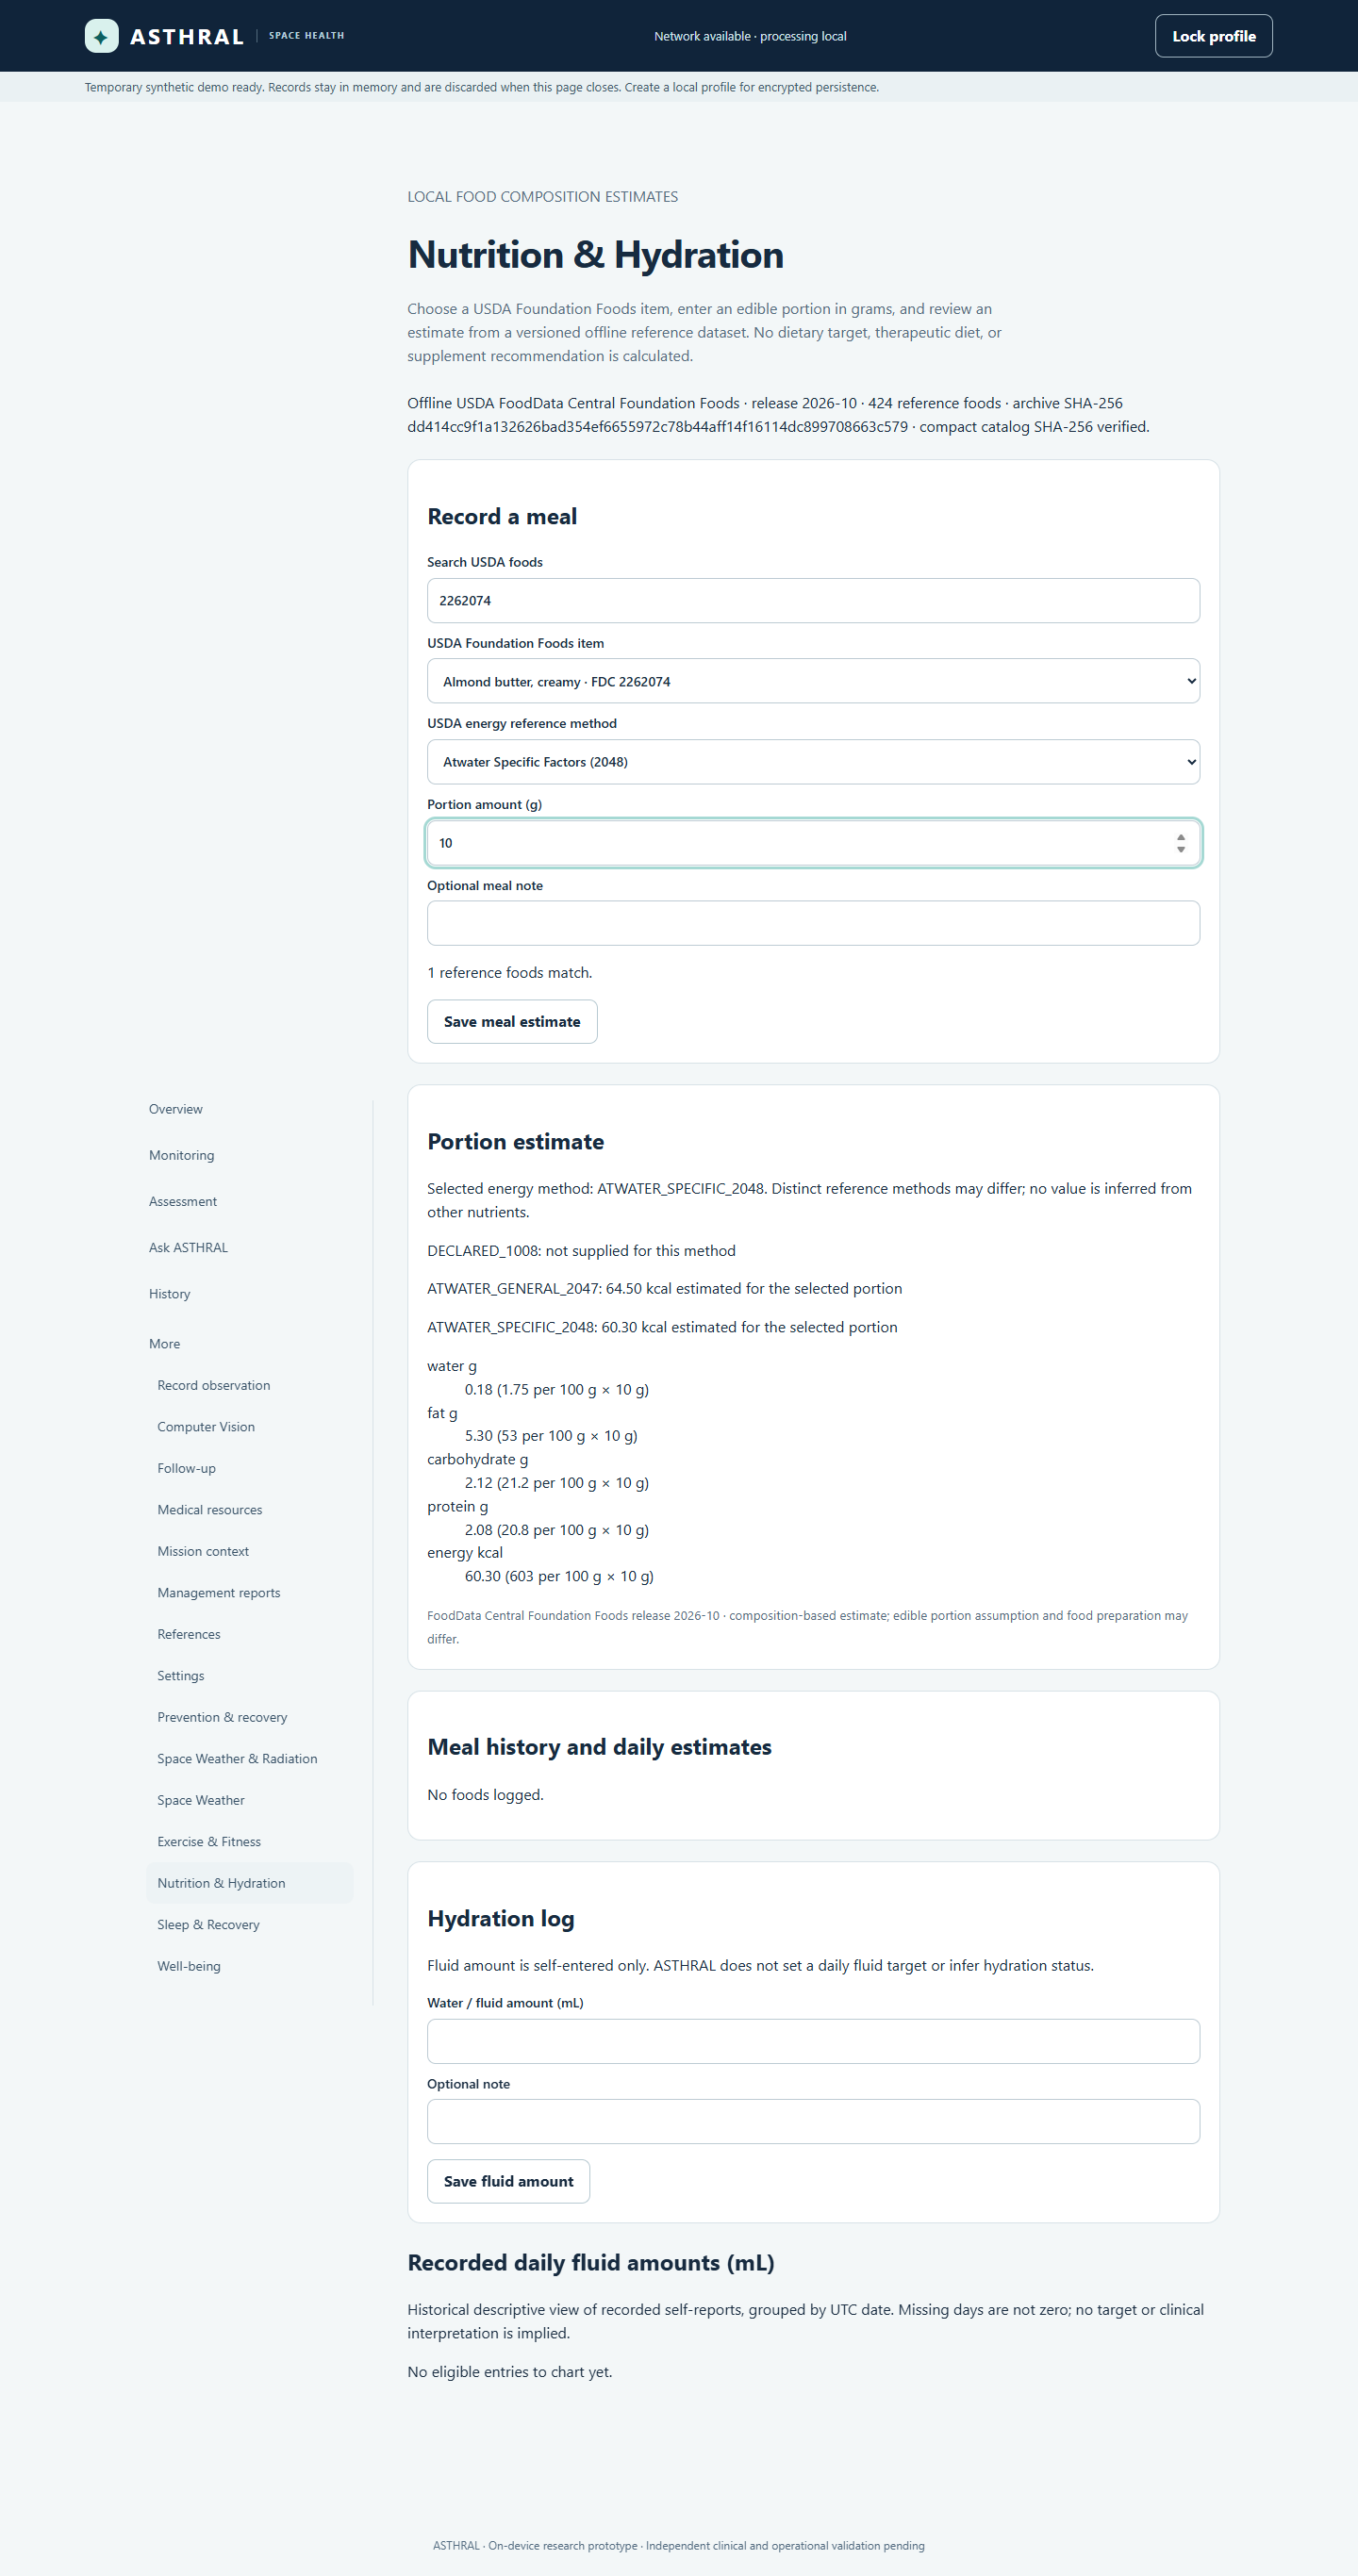 ASTHRAL
SPACE HEALTH
Network available · processing local
Lock profile
Temporary synthetic demo ready. Records stay in memory and are discarded when this page closes. Create a local profile for encrypted persistence.
LOCAL FOOD COMPOSITION ESTIMATES
Nutrition & Hydration
Choose a USDA Foundation Foods item, enter an edible portion in grams, and review an
estimate from a versioned offline reference dataset. No dietary target, therapeutic diet, or
supplement recommendation is calculated.
Offline USDA FoodData Central Foundation Foods · release 2026-10 · 424 reference foods · archive SHA-256
dd414cc9f1a132626bad354ef6655972c78b44aff14f16114dc899708663c579 · compact catalog SHA-256 verified.
Record a meal
Search USDA foods
2262074
USDA Foundation Foods item
Almond butter, creamy · FDC 2262074
USDA energy reference method
Atwater Specific Factors (2048)
Portion amount (g)
10
Optional meal note
1 reference foods match.
Save meal estimate
Overview
Monitoring
Assessment
Ask ASTHRAL
History
More
Record observation
Computer Vision
Follow-up
Medical resources
Mission context
Management reports
References
Settings
Prevention & recovery
Space Weather & Radiation
Space Weather
Exercise & Fitness
Nutrition & Hydration
Sleep & Recovery
Well-being
Portion estimate
Selected energy method: ATWATER_SPECIFIC_2048. Distinct reference methods may differ; no value is inferred from
other nutrients.
DECLARED_1008: not supplied for this method
ATWATER_GENERAL_2047: 64.50 kcal estimated for the selected portion
ATWATER_SPECIFIC_2048: 60.30 kcal estimated for the selected portion
water g
0.18 (1.75 per 100 g × 10 g)
fat g
5.30 (53 per 100 g × 10 g)
carbohydrate g
2.12 (21.2 per 100 g × 10 g)
protein g
2.08 (20.8 per 100 g × 10 g)
energy kcal
60.30 (603 per 100 g × 10 g)
FoodData Central Foundation Foods release 2026-10 · composition-based estimate; edible portion assumption and food preparation may
differ.
Meal history and daily estimates
No foods logged.
Hydration log
Fluid amount is self-entered only. ASTHRAL does not set a daily fluid target or infer hydration status.
Water / fluid amount (mL)
Optional note
Save fluid amount
Recorded daily fluid amounts (mL)
Historical descriptive view of recorded self-reports, grouped by UTC date. Missing days are not zero; no target or clinical
interpretation is implied.
No eligible entries to chart yet.
ASTHRAL · On-device research prototype · Independent clinical and operational validation pending